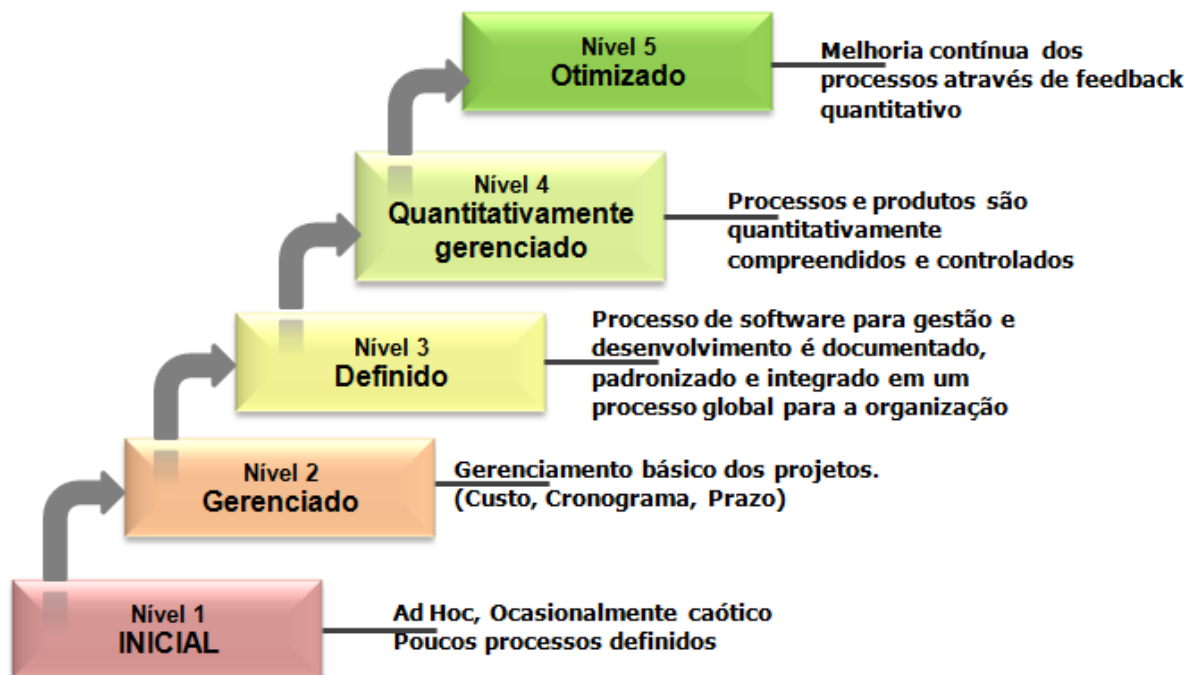 Nível 5
Otimizado
Melhoria contínua dos
processos através de feedback
quantitativo
Nível 4
Quantitativamente
gerenciado
Processos e produtos são
quantitativamente
compreendidos e controlados
Nível 3
Definido
Processo de software para gestão e
desenvolvimento é documentado,
padronizado e integrado em um
processo global para a organização
Nível 2
Gerenciado
Gerenciamento básico dos projetos.
(Custo, Cronograma, Prazo)
Nível 1
INICIAL
Ad Hoc, Ocasionalmente caótico
Poucos processos definidos